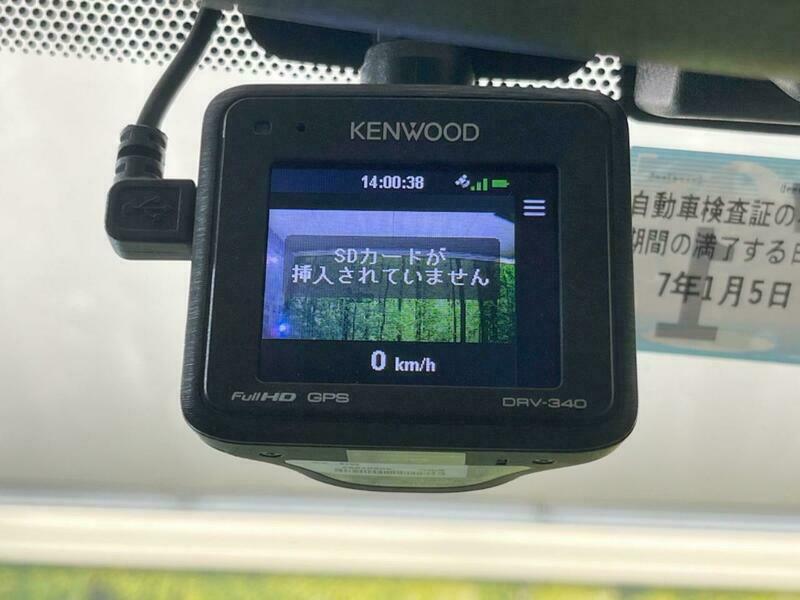 KENWOOD
14:00:38
SDカードが
挿入されていません
0 km/h
Full HD GPS
DRV-340
自動車検査証の
期間の満了する日
7年1月5日